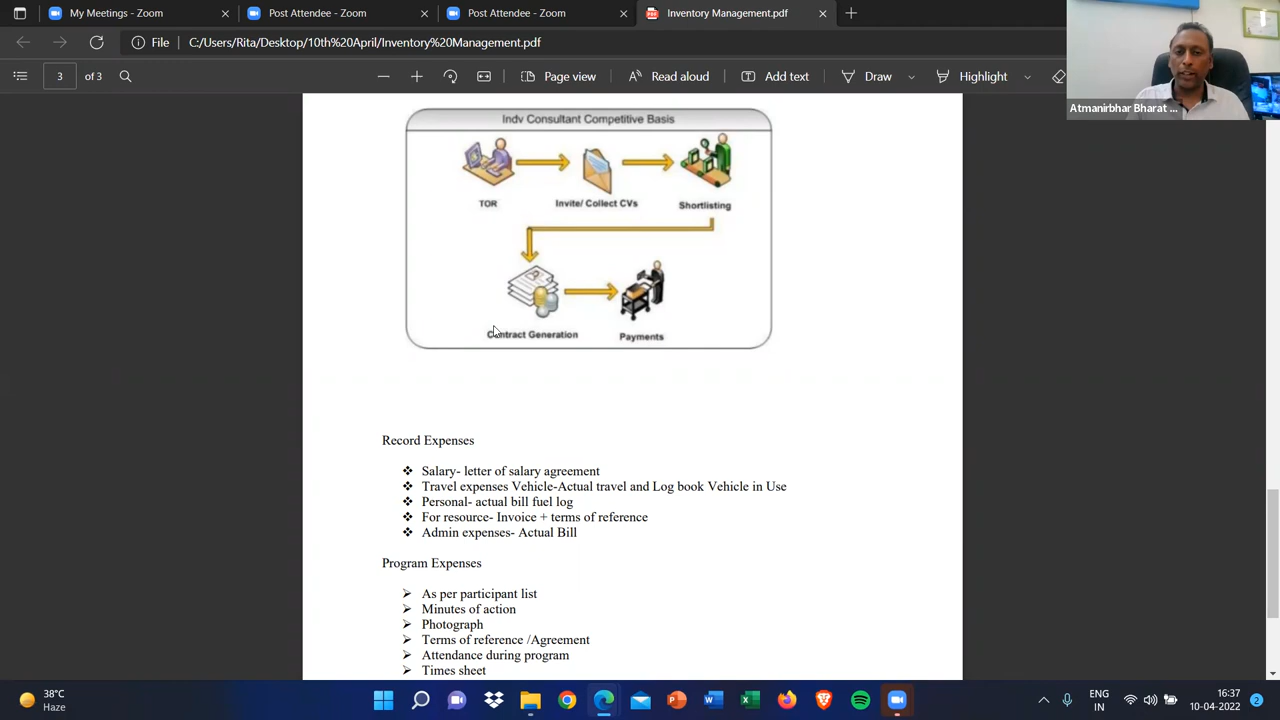 My Meetings - Zoom
Post Attendee - Zoom
Post Attendee - Zoom
Inventory Management.pdf
File
C:/Users/Rita/Desktop/10th%20April/Inventory%20Management.pdf
3 of 3
Page view
Read aloud
Add text
Draw
Highlight
Atmanirbhar Bharat ...
Indv Consultant Competitive Basis
TOR
Invite/ Collect CVs
Shortlisting
Contract Generation
Payments
Record Expenses
❖ Salary- letter of salary agreement
❖ Travel expenses Vehicle-Actual travel and Log book Vehicle in Use
❖ Personal- actual bill fuel log
❖ For resource- Invoice + terms of reference
❖ Admin expenses- Actual Bill
Program Expenses
➢ As per participant list
➢ Minutes of action
➢ Photograph
➢ Terms of reference /Agreement
➢ Attendance during program
➢ Times sheet
38°C
Haze
ENG
IN
16:37
10-04-2022
2